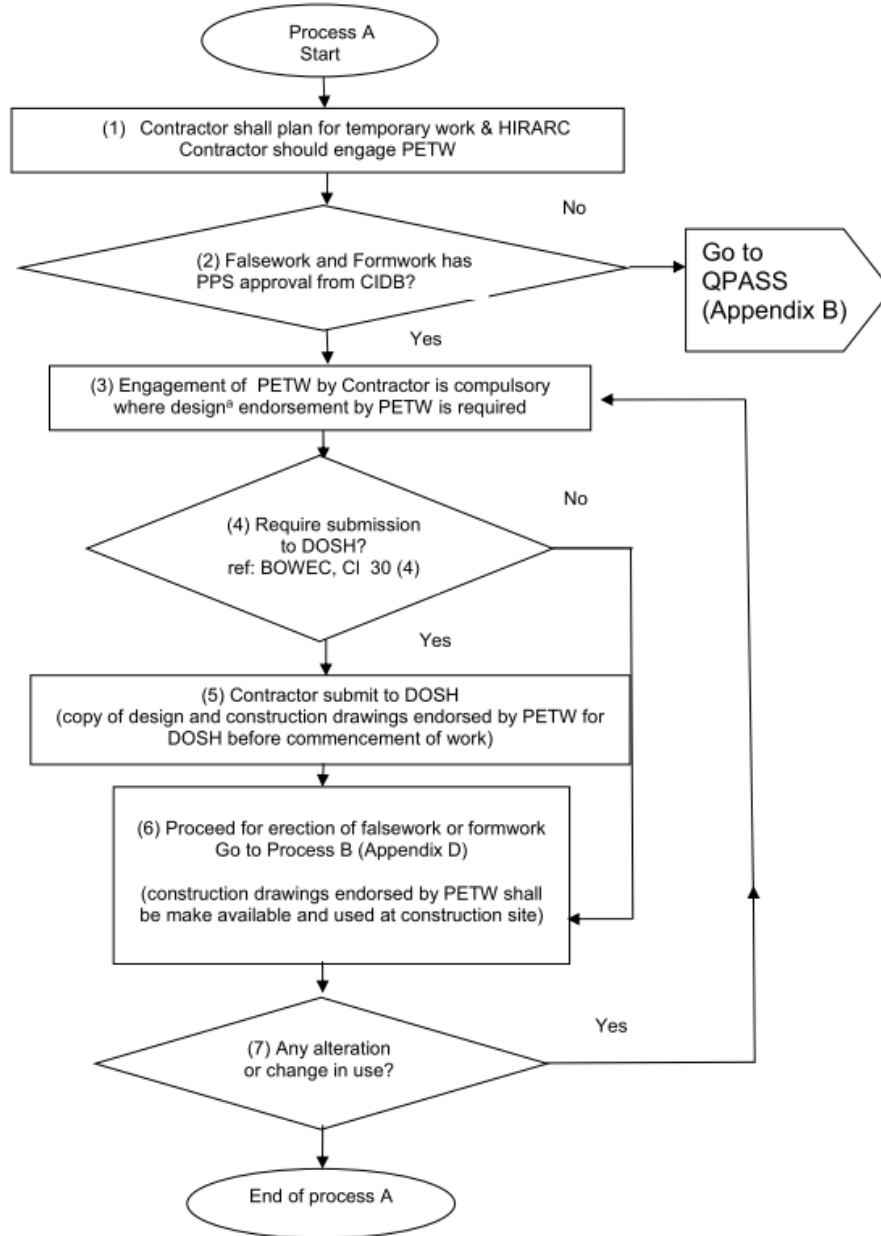 Process A
Start
(1) Contractor shall plan for temporary work & HIRARC
Contractor should engage PETW
No
(2) Falsework and Formwork has
PPS approval from CIDB?
Go to
QPASS
(Appendix B)
Yes
(3) Engagement of PETW by Contractor is compulsory
where designᵃ endorsement by PETW is required
No
(4) Require submission
to DOSH?
ref: BOWEC, Cl 30 (4)
Yes
(5) Contractor submit to DOSH
(copy of design and construction drawings endorsed by PETW for
DOSH before commencement of work)
(6) Proceed for erection of falsework or formwork
Go to Process B (Appendix D)
(construction drawings endorsed by PETW shall
be make available and used at construction site)
Yes
(7) Any alteration
or change in use?
End of process A